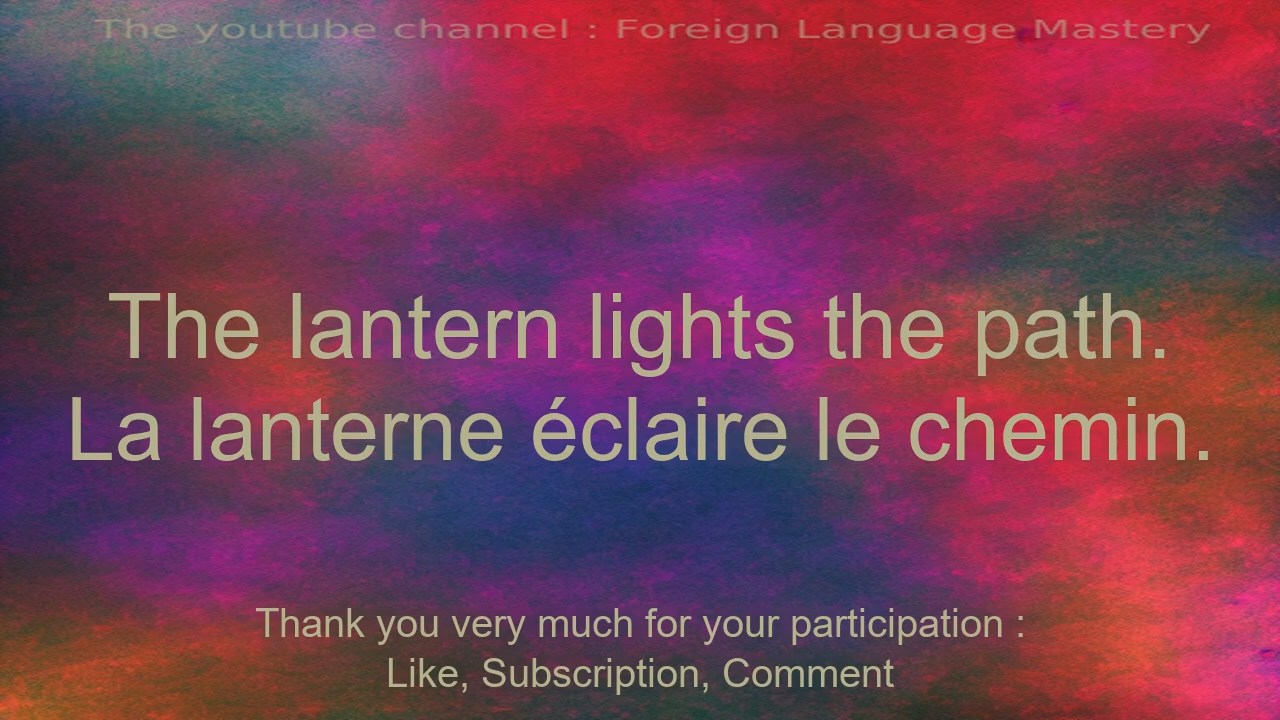 The youtube channel : Foreign Language Mastery
The lantern lights the path.
La lanterne éclaire le chemin.
Thank you very much for your participation :
Like, Subscription, Comment